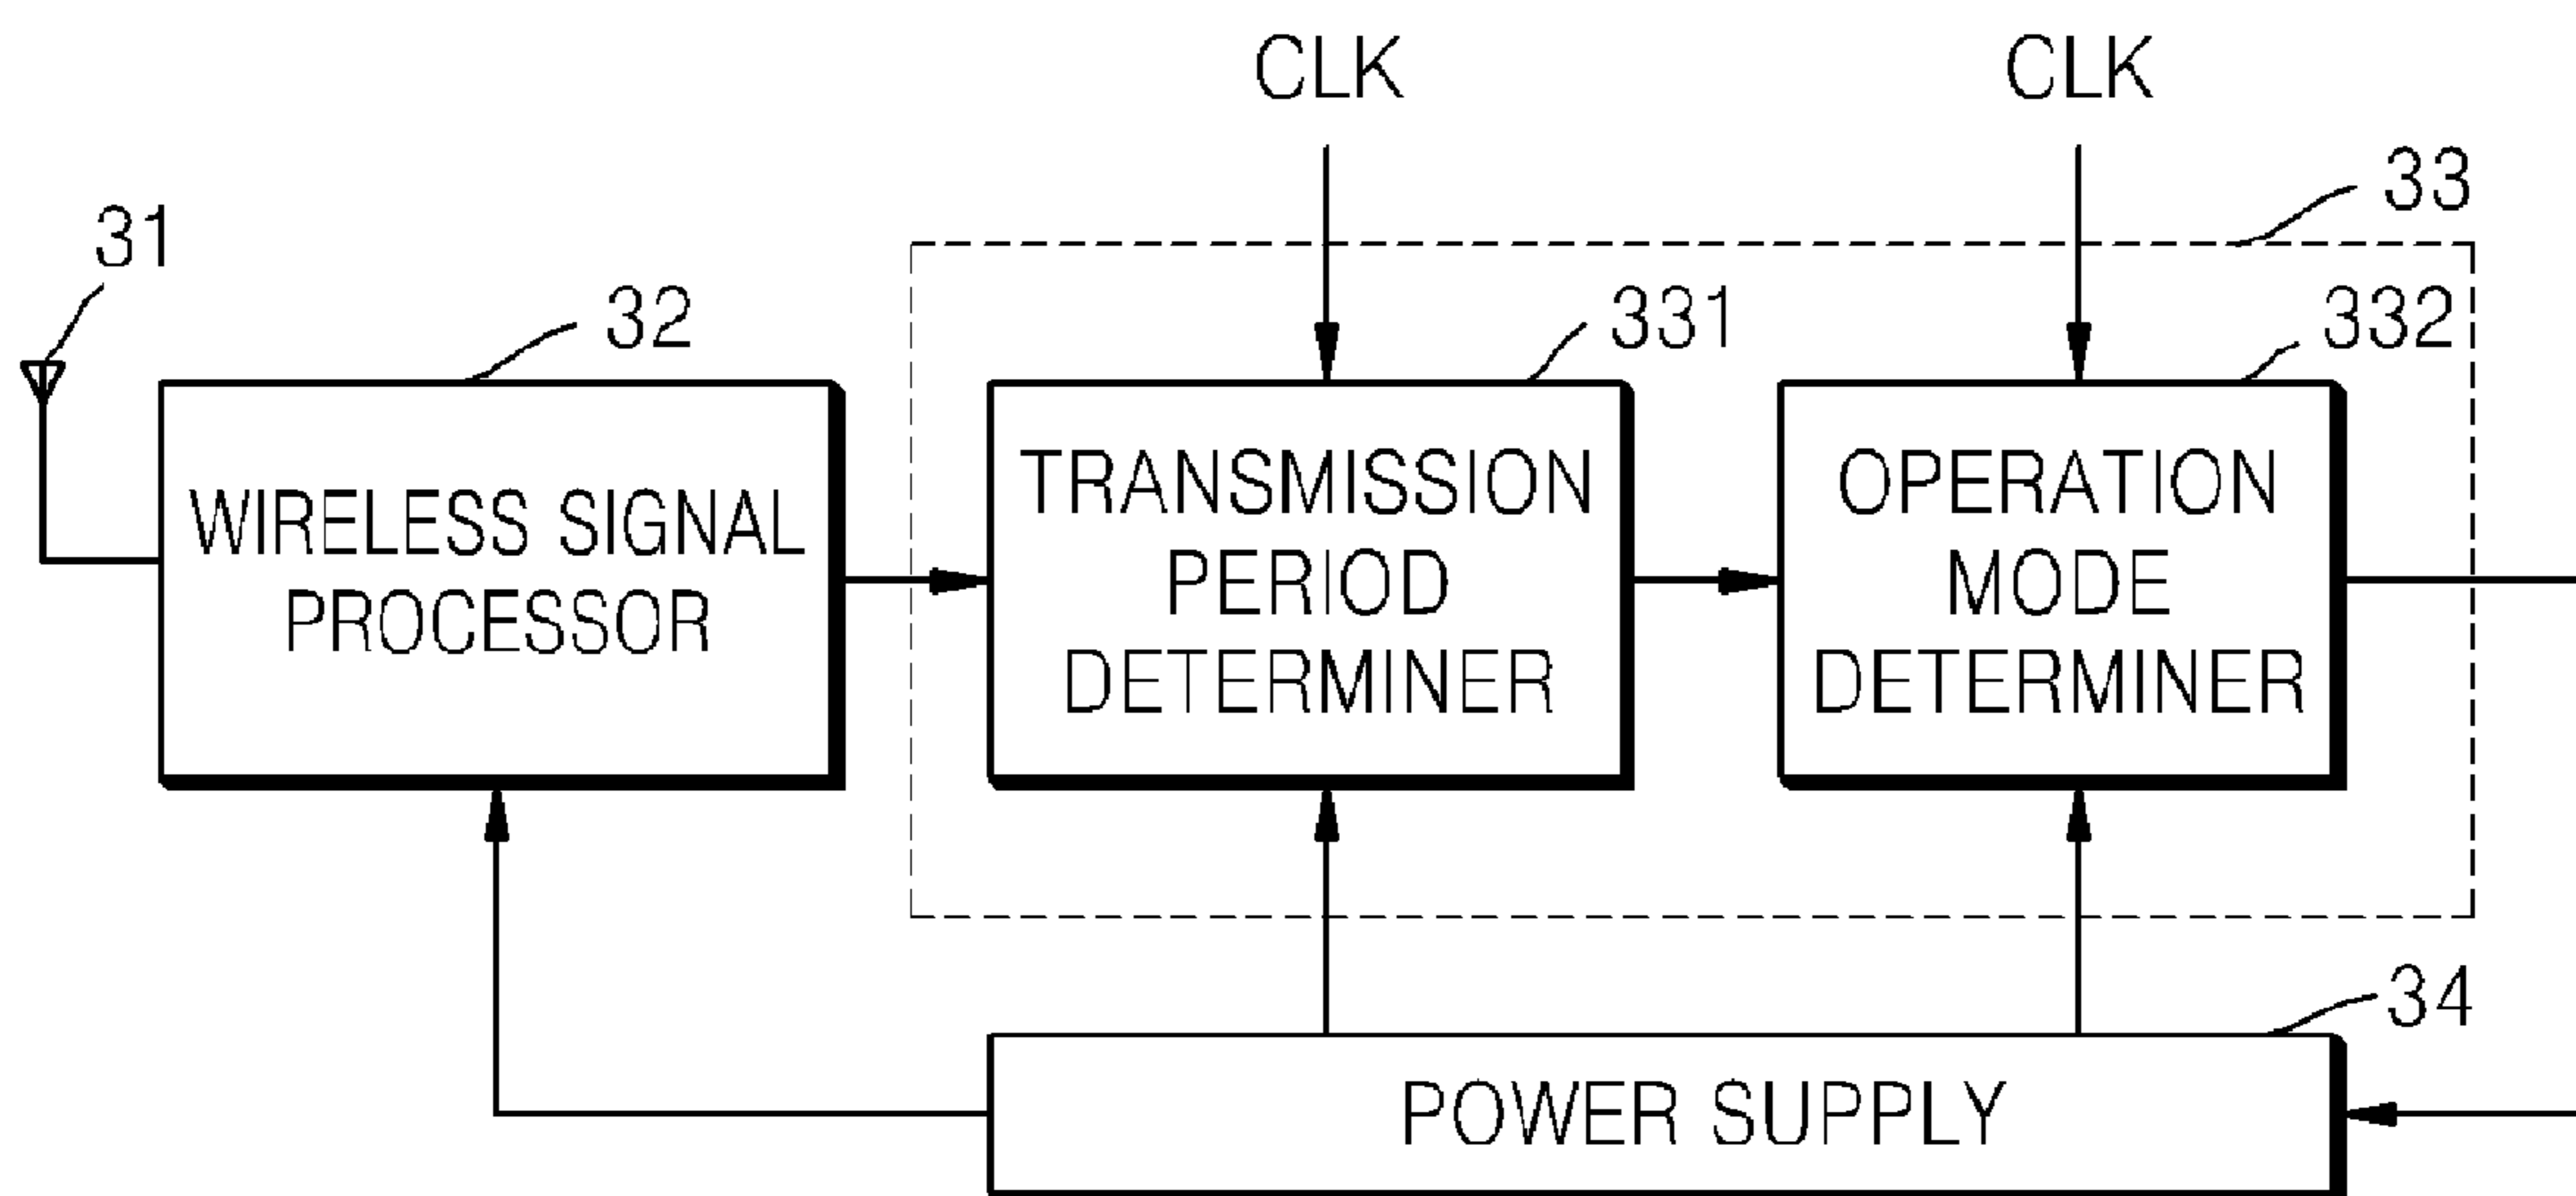 CLK
CLK
33
31
32
331
332
WIRELESS SIGNAL
PROCESSOR
TRANSMISSION
PERIOD
DETERMINER
OPERATION
MODE
DETERMINER
34
POWER SUPPLY